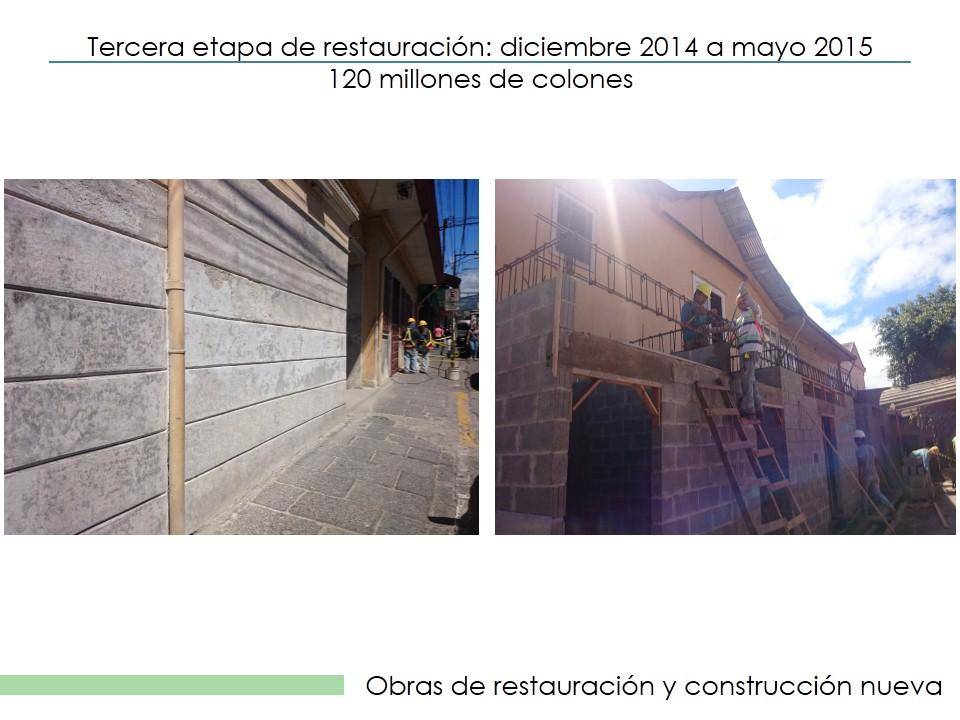 Tercera etapa de restauración: diciembre 2014 a mayo 2015
120 millones de colones
Obras de restauración y construcción nueva